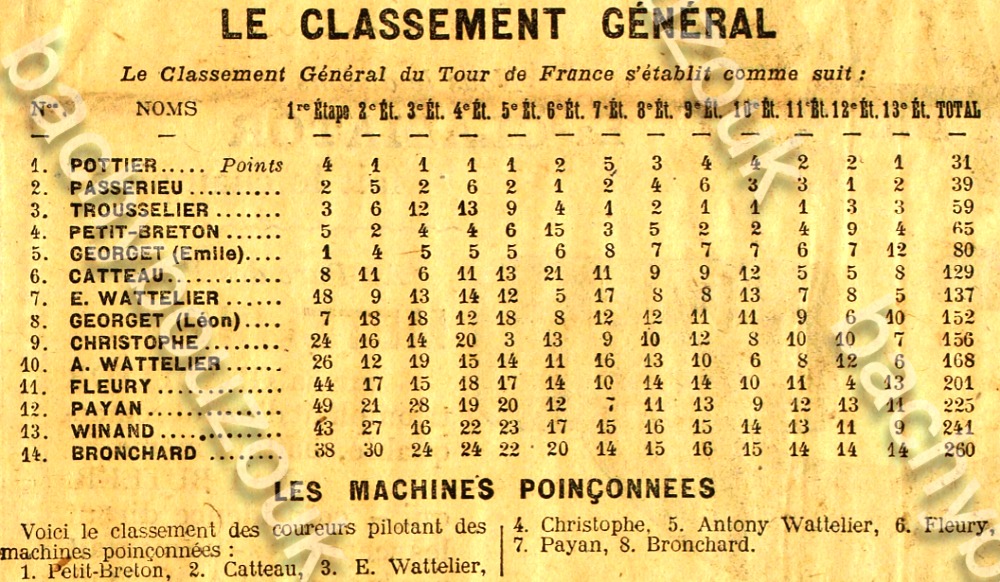 LE CLASSEMENT GÉNÉRAL
Le Classement Général du Tour de France s'établit comme suit :
Nos NOMS 1re Étape 2e Ét. 3e Ét. 4e Ét. 5e Ét. 6e Ét. 7e Ét. 8e Ét. 9e Ét. 10e Ét. 11e Ét. 12e Ét. 13e Ét. TOTAL
1. POTTIER..... Points 4 1 1 1 1 2 5 3 4 4 2 2 1 31
2. PASSERIEU.......... 2 5 2 6 2 1 2 4 6 3 3 1 2 39
3. TROUSSELIER ....... 3 6 12 13 9 4 1 2 1 1 1 3 3 59
4. PETIT-BRETON ...... 5 2 4 4 6 15 3 5 2 2 4 9 4 65
5. GEORGET (Emile).... 1 4 5 5 5 6 8 7 7 7 6 7 12 80
6. CATTEAU............ 8 11 6 11 13 21 11 9 9 12 5 5 8 129
7. E. WATTELIER ...... 18 9 13 14 12 5 17 8 8 13 7 8 5 137
8. GEORGET (Léon).... 7 18 18 12 18 8 12 12 11 11 9 6 10 152
9. CHRISTOPHE......... 24 16 14 20 3 13 9 10 12 8 10 10 7 156
10. A. WATTELIER ...... 26 12 19 15 14 11 16 13 10 6 8 12 6 168
11. FLEURY ............ 44 17 15 18 17 14 10 14 14 10 11 4 13 201
12. PAYAN............. 49 21 28 19 20 12 7 11 13 9 12 13 11 225
13. WINAND............ 43 27 16 22 23 17 15 16 15 14 13 11 9 241
14. BRONCHARD ........ 38 30 24 24 22 20 14 15 16 15 14 14 14 260
LES MACHINES POINÇONNEES
Voici le classement des coureurs pilotant des
machines poinçonnées :
1. Petit-Breton, 2. Catteau, 3. E. Wattelier,
4. Christophe, 5. Antony Wattelier, 6. Fleury,
7. Payan, 8. Bronchard.